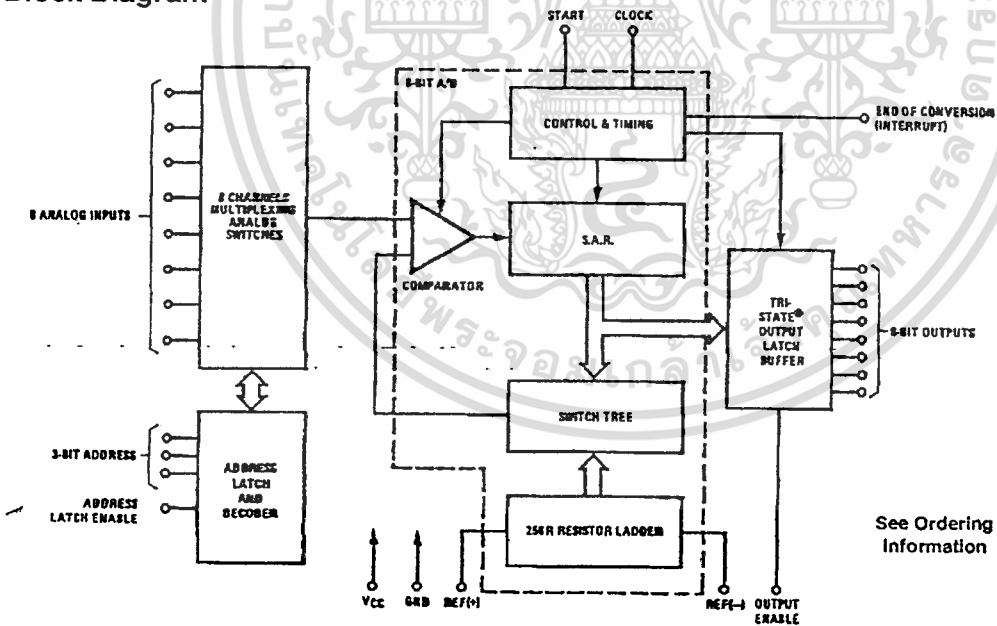 Block Diagram
START
CLOCK
8-BIT A/D
CONTROL & TIMING
END OF CONVERSION
(INTERRUPT)
8 ANALOG INPUTS
8 CHANNELS
MULTIPLEXING
ANALOG
SWITCHES
S.A.R.
COMPARATOR
TRI-
STATE®
OUTPUT
LATCH
BUFFER
8-BIT OUTPUTS
SWITCH TREE
3-BIT ADDRESS
ADDRESS
LATCH ENABLE
ADDRESS
LATCH
AND
DECODER
256R RESISTOR LADDER
See Ordering
Information
VCC
GND
REF(+)
REF(–)
OUTPUT
ENABLE